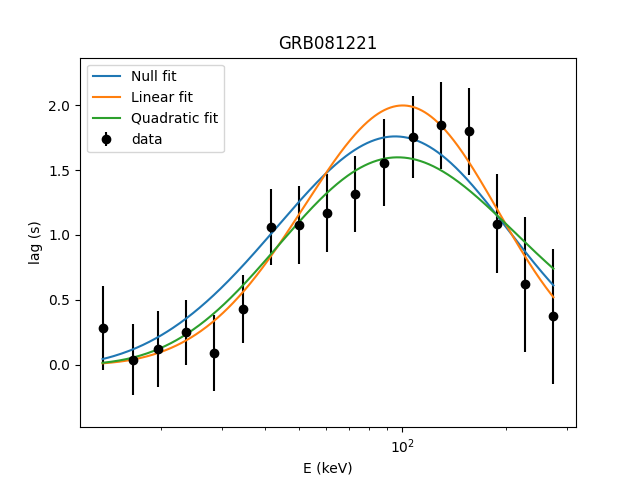 GRB081221
Null fit
Linear fit
Quadratic fit
data
2.0
1.5
1.0
0.5
0.0
lag (s)
10²
E (keV)